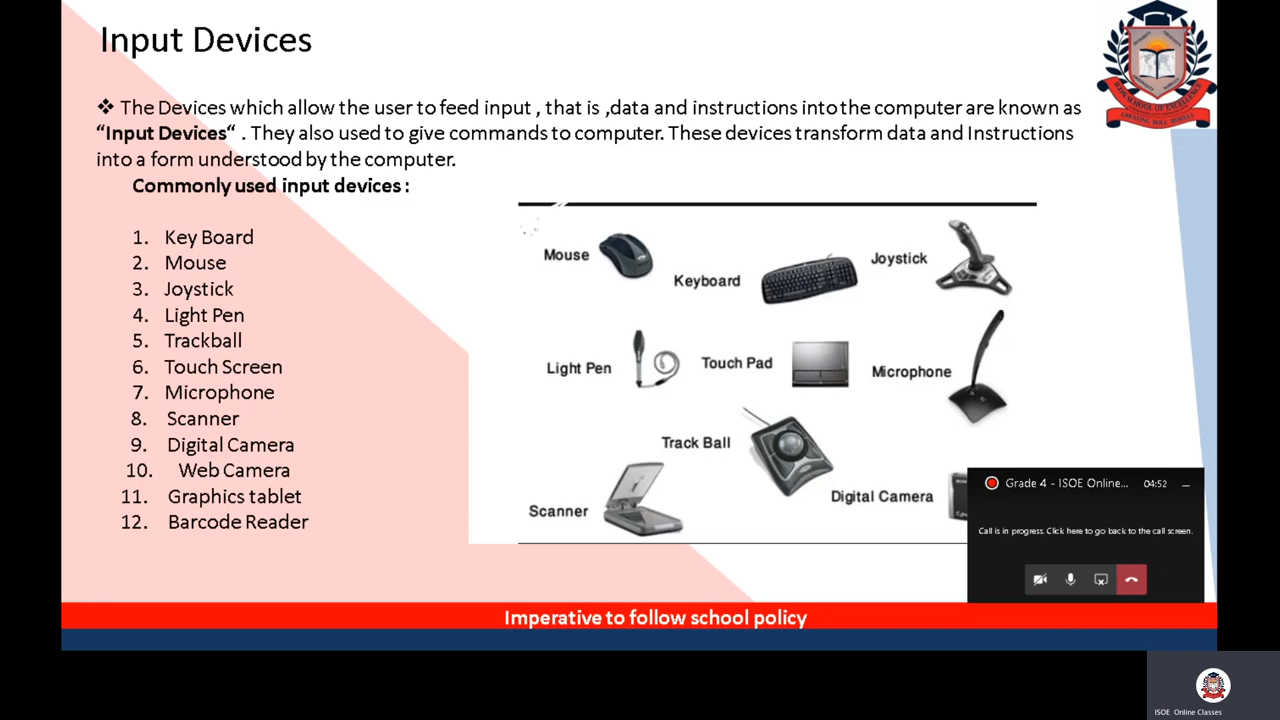 Input Devices
❖ The Devices which allow the user to feed input , that is ,data and instructions into the computer are known as
“Input Devices“ . They also used to give commands to computer. These devices transform data and Instructions
into a form understood by the computer.
Commonly used input devices :
1. Key Board
2. Mouse
3. Joystick
4. Light Pen
5. Trackball
6. Touch Screen
7. Microphone
8. Scanner
9. Digital Camera
10. Web Camera
11. Graphics tablet
12. Barcode Reader
Mouse
Keyboard
Joystick
Light Pen
Touch Pad
Microphone
Track Ball
Digital Camera
Scanner
Grade 4 - ISOE Online... 04:52
Call is in progress. Click here to go back to the call screen.
Imperative to follow school policy
ISOE Online Classes
CREATING ROLE MODELS